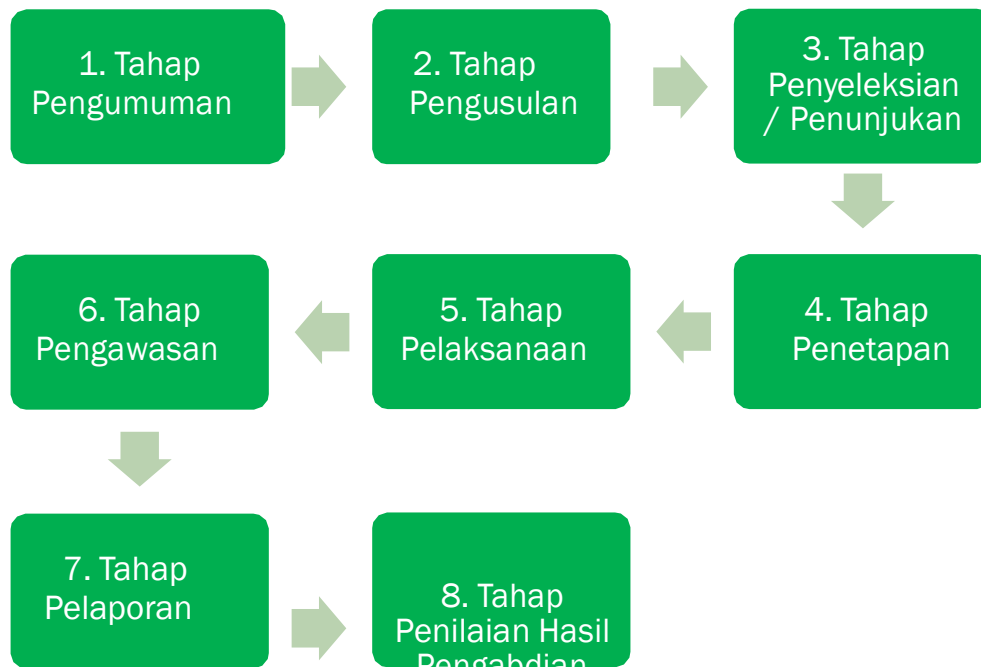 1. Tahap
Pengumuman
2. Tahap
Pengusulan
3. Tahap
Penyeleksian
/ Penunjukan
4. Tahap
Penetapan
5. Tahap
Pelaksanaan
6. Tahap
Pengawasan
7. Tahap
Pelaporan
8. Tahap
Penilaian Hasil
Pengabdian